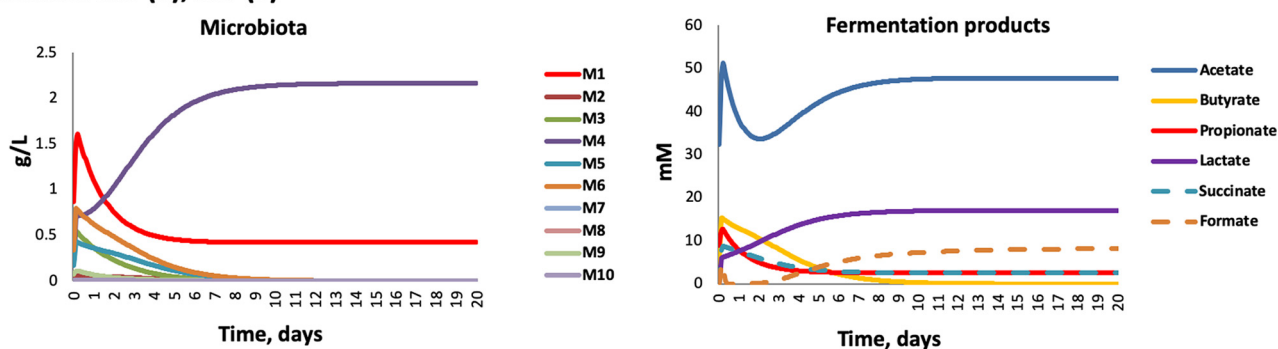 Microbiota
2.5
2
1.5
1
0.5
0
g/L
0 1 2 3 4 5 6 7 8 9 10 11 12 13 14 15 16 17 18 19 20
Time, days
M1
M2
M3
M4
M5
M6
M7
M8
M9
M10
Fermentation products
60
50
40
30
20
10
0
mM
0 1 2 3 4 5 6 7 8 9 10 11 12 13 14 15 16 17 18 19 20
Time, days
Acetate
Butyrate
Propionate
Lactate
Succinate
Formate